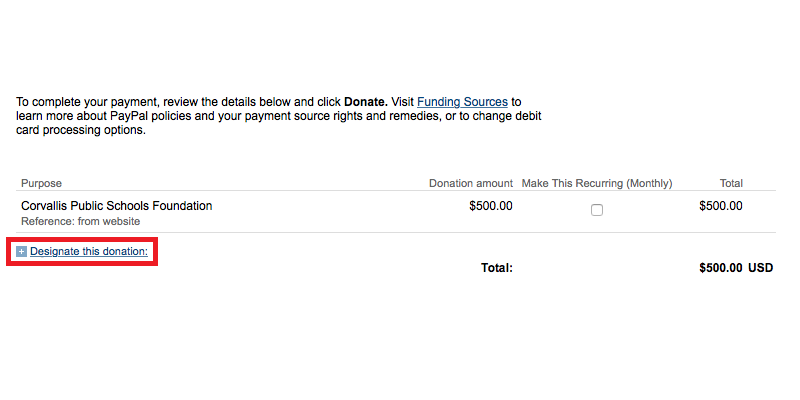 To complete your payment, review the details below and click Donate. Visit Funding Sources to
learn more about PayPal policies and your payment source rights and remedies, or to change debit
card processing options.
Purpose Donation amount Make This Recurring (Monthly) Total
Corvallis Public Schools Foundation $500.00 $500.00
Reference: from website
Designate this donation:
Total: $500.00 USD